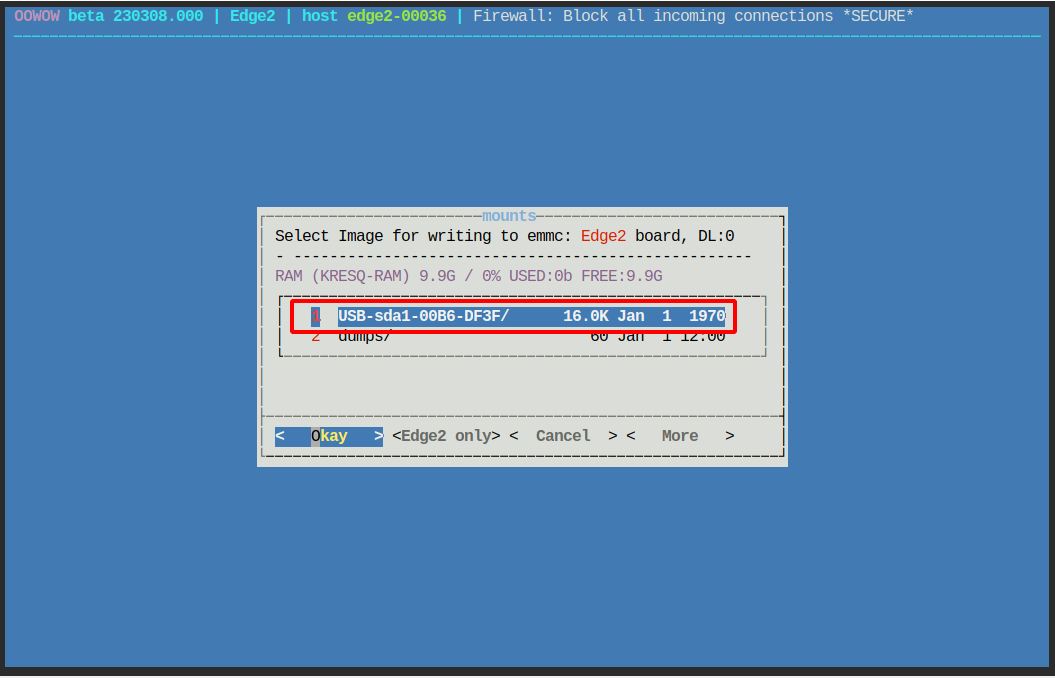 OOWOW beta 230308.000 | Edge2 | host edge2-00036 | Firewall: Block all incoming connections *SECURE*
mounts
Select Image for writing to emmc: Edge2 board, DL:0
- ---------------------------------------------------
RAM (KRESQ-RAM) 9.9G / 0% USED:0b FREE:9.9G
1 USB-sda1-00B6-DF3F/ 16.0K Jan 1 1970
2 dumps/ 60 Jan 1 12:00
< Okay > <Edge2 only> < Cancel > < More >